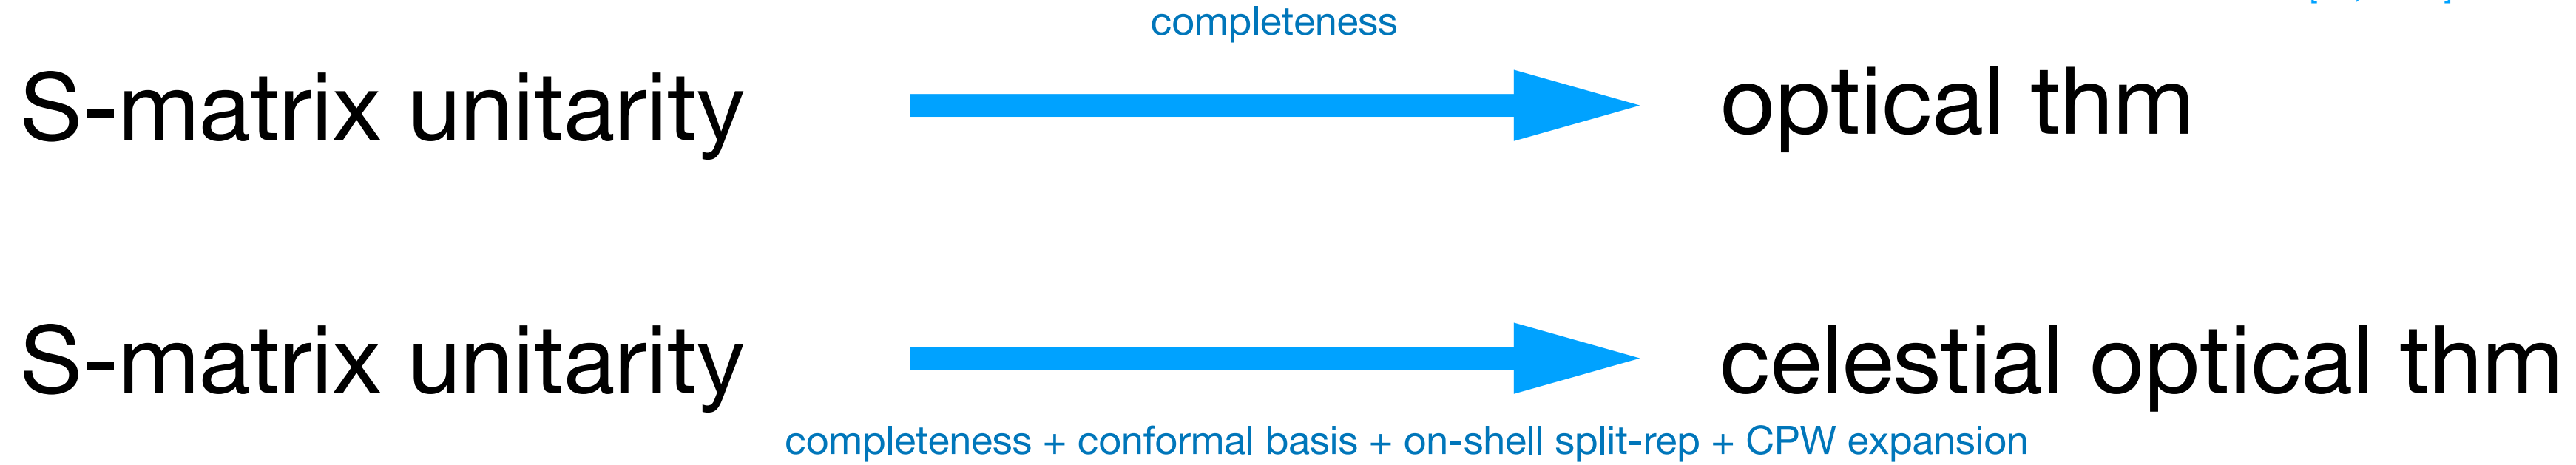 completeness
S-matrix unitarity optical thm
S-matrix unitarity celestial optical thm
completeness + conformal basis + on-shell split-rep + CPW expansion